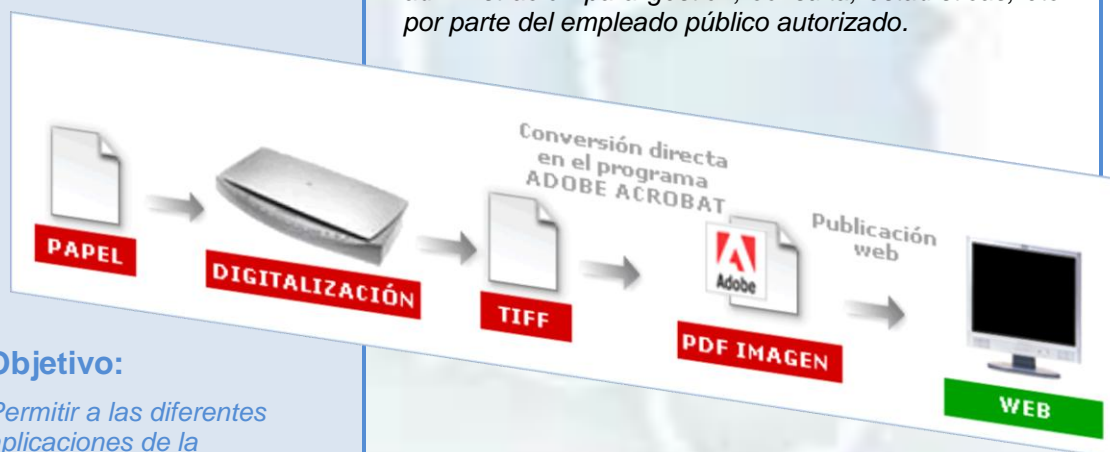 por parte del empleado público autorizado.
Conversión directa
en el programa
ADOBE ACROBAT
Publicación
web
Adobe
PAPEL
DIGITALIZACIÓN
TIFF
PDF IMAGEN
WEB
Objetivo:
Permitir a las diferentes
aplicaciones de la